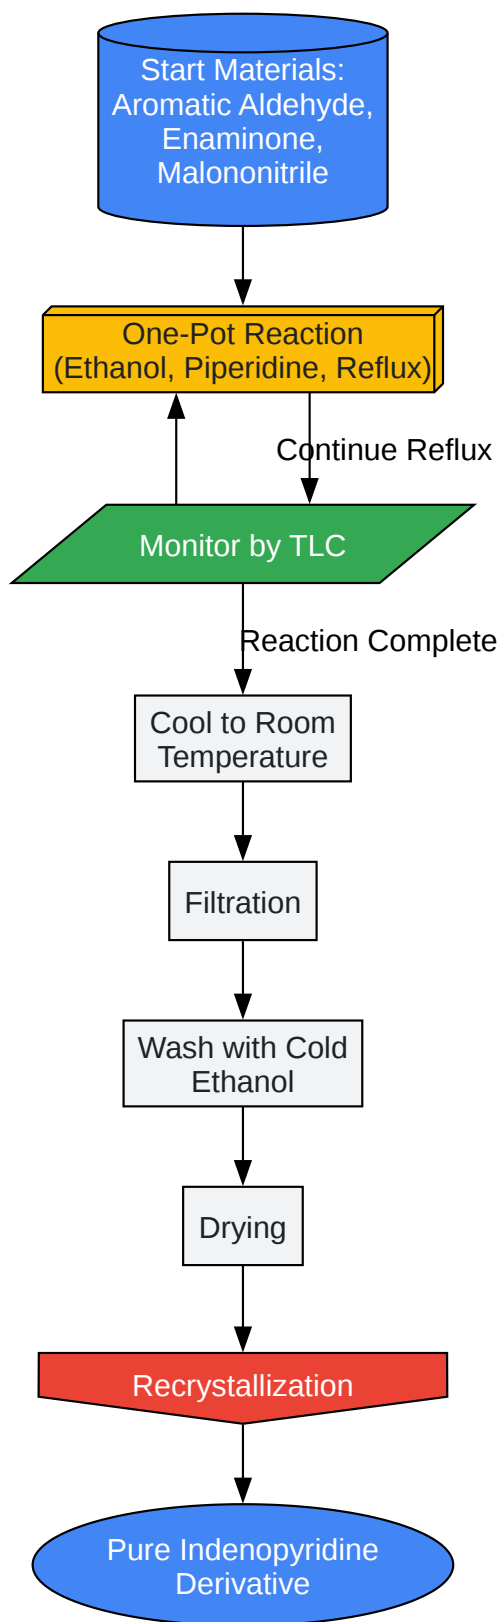 Start Materials:
Aromatic Aldehyde,
Enaminone,
Malononitrile
One-Pot Reaction
(Ethanol, Piperidine, Reflux)
Continue Reflux
Monitor by TLC
Reaction Complete
Cool to Room
Temperature
Filtration
Wash with Cold
Ethanol
Drying
Recrystallization
Pure Indenopyridine
Derivative